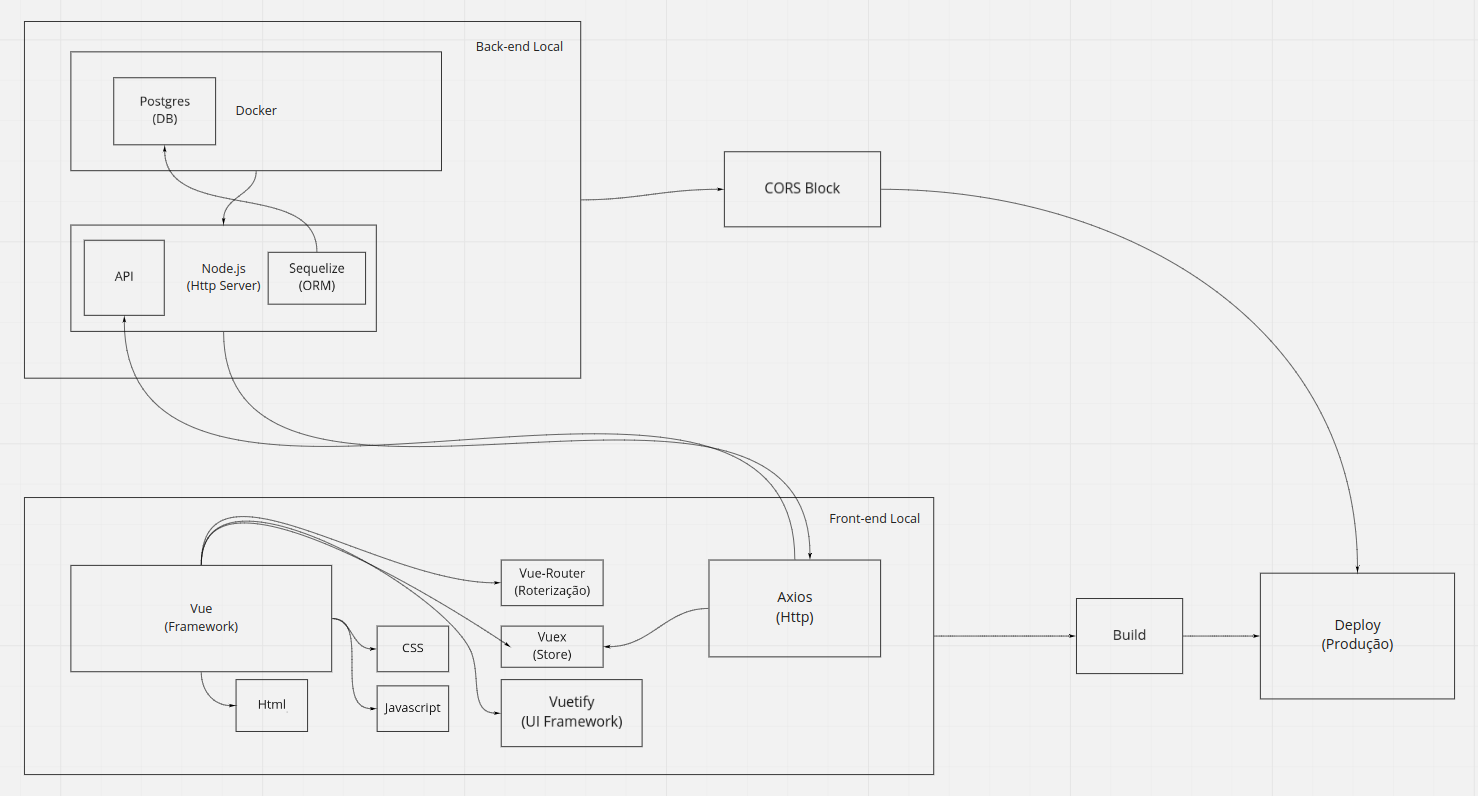 Back-end Local
Postgres
(DB)
Docker
CORS Block
API
Node.js
(Http Server)
Sequelize
(ORM)
Front-end Local
Vue
(Framework)
Vue-Router
(Roterização)
Axios
(Http)
CSS
Vuex
(Store)
Html
Javascript
Vuetify
(UI Framework)
Build
Deploy
(Produção)